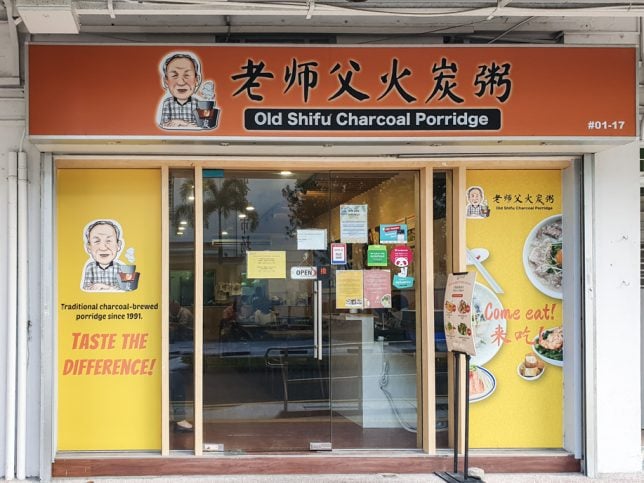 老师父火炭粥
Old Shifu Charcoal Porridge
#01-17
Traditional charcoal-brewed
porridge since 1991.
TASTE THE
DIFFERENCE!
OPEN
老师父火炭粥
Old Shifu Charcoal Porridge
Come eat!
来吃!